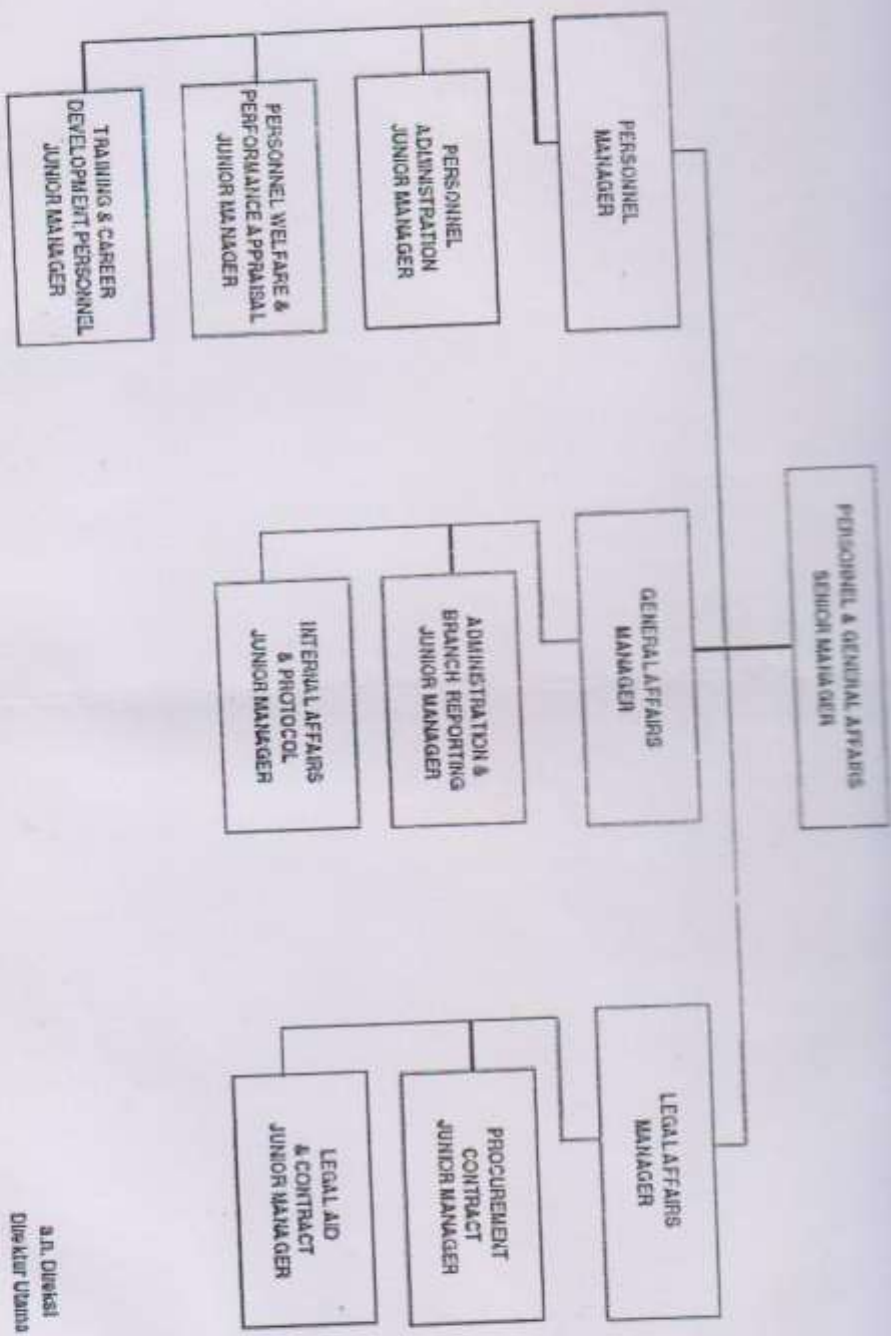 PERSONNEL & GENERAL AFFAIRS
SENIOR MANAGER
PERSONNEL
MANAGER
GENERAL AFFAIRS
MANAGER
LEGAL AFFAIRS
MANAGER
PERSONNEL
ADMINISTRATION
JUNIOR MANAGER
ADMINISTRATION &
BRANCH REPORTING
JUNIOR MANAGER
PROCUREMENT
CONTRACT
JUNIOR MANAGER
PERSONNEL WELFARE &
PERFORMANCE APPRAISAL
JUNIOR MANAGER
INTERNAL AFFAIRS
& PROTOCOL
JUNIOR MANAGER
LEGAL AID
& CONTRACT
JUNIOR MANAGER
TRAINING & CAREER
DEVELOPMENT PERSONNEL
JUNIOR MANAGER
a.n. Direksi
Direktur Utama